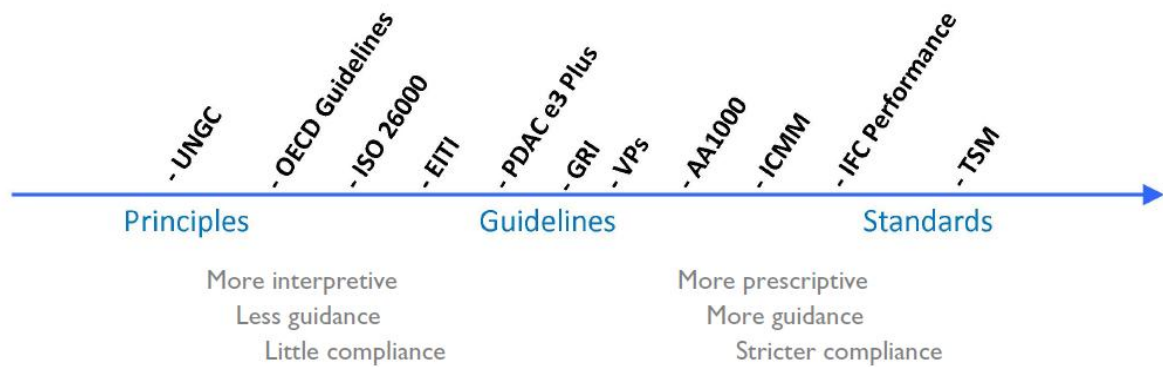 - UNGC
- OECD Guidelines
- ISO 26000
- EITI
- PDAC e3 Plus
- GRI
- VPs
- AA1000
- ICMM
- IFC Performance
- TSM
Principles
Guidelines
Standards
More interpretive
Less guidance
Little compliance
More prescriptive
More guidance
Stricter compliance